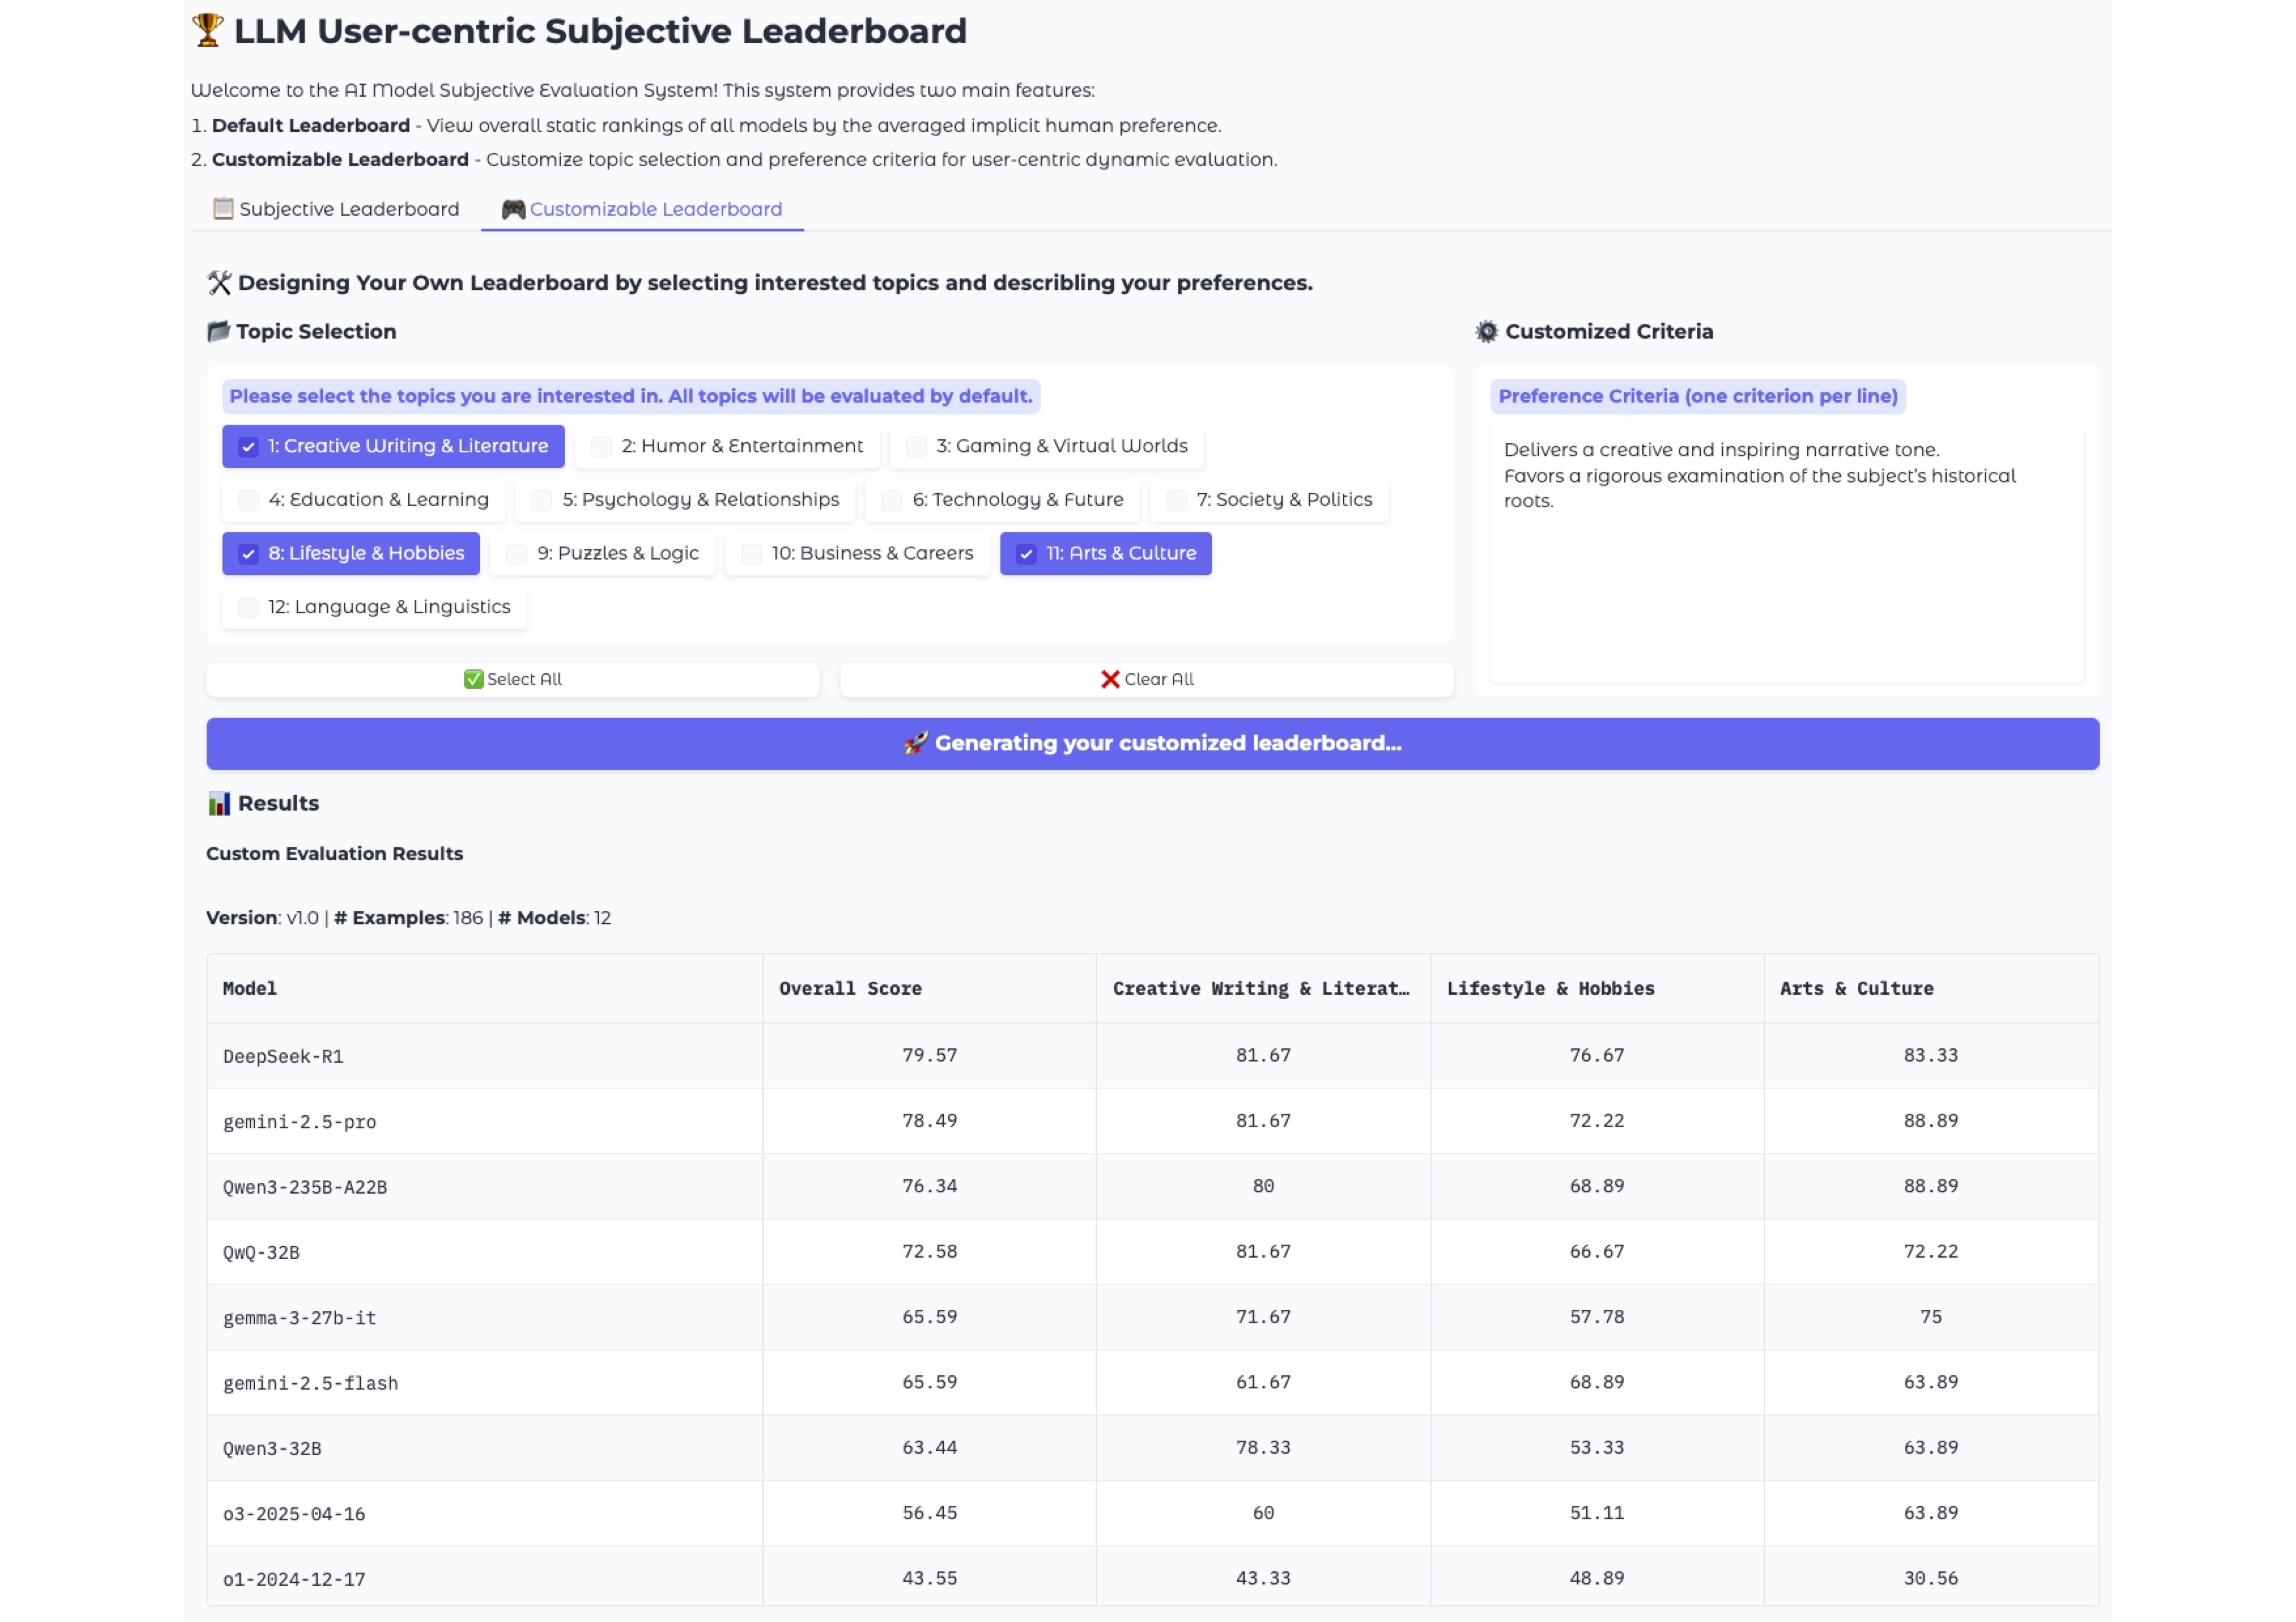 🏆 LLM User-centric Subjective Leaderboard
Welcome to the AI Model Subjective Evaluation System! This system provides two main features:
1. Default Leaderboard - View overall static rankings of all models by the averaged implicit human preference.
2. Customizable Leaderboard - Customize topic selection and preference criteria for user-centric dynamic evaluation.
📋 Subjective Leaderboard 🎮 Customizable Leaderboard
🛠 Designing Your Own Leaderboard by selecting interested topics and describling your preferences.
📂 Topic Selection
Please select the topics you are interested in. All topics will be evaluated by default.
1: Creative Writing & Literature 2: Humor & Entertainment 3: Gaming & Virtual Worlds
4: Education & Learning 5: Psychology & Relationships 6: Technology & Future 7: Society & Politics
8: Lifestyle & Hobbies 9: Puzzles & Logic 10: Business & Careers 11: Arts & Culture
12: Language & Linguistics
✅ Select All ❌ Clear All
⚙ Customized Criteria
Preference Criteria (one criterion per line)
Delivers a creative and inspiring narrative tone.
Favors a rigorous examination of the subject's historical
roots.
🚀 Generating your customized leaderboard...
📊 Results
Custom Evaluation Results
Version: v1.0 | # Examples: 186 | # Models: 12
Model Overall Score Creative Writing & Literat… Lifestyle & Hobbies Arts & Culture
DeepSeek-R1 79.57 81.67 76.67 83.33
gemini-2.5-pro 78.49 81.67 72.22 88.89
Qwen3-235B-A22B 76.34 80 68.89 88.89
QwQ-32B 72.58 81.67 66.67 72.22
gemma-3-27b-it 65.59 71.67 57.78 75
gemini-2.5-flash 65.59 61.67 68.89 63.89
Qwen3-32B 63.44 78.33 53.33 63.89
o3-2025-04-16 56.45 60 51.11 63.89
o1-2024-12-17 43.55 43.33 48.89 30.56